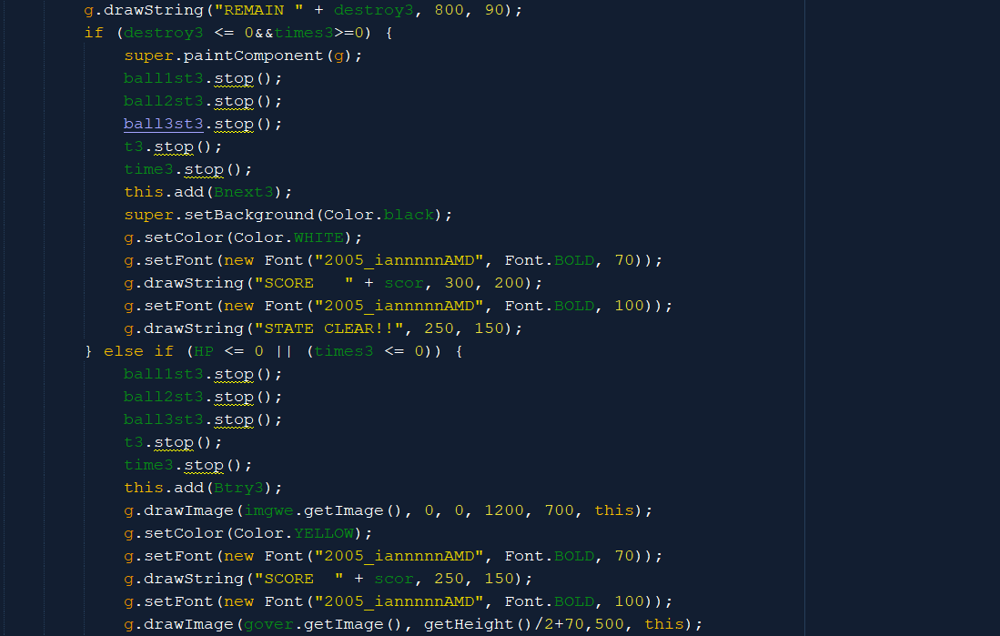 g.drawString("REMAIN " + destroy3, 800, 90);
if (destroy3 <= 0&&times3>=0) {
super.paintComponent(g);
ball1st3.stop();
ball2st3.stop();
ball3st3.stop();
t3.stop();
time3.stop();
this.add(Bnext3);
super.setBackground(Color.black);
g.setColor(Color.WHITE);
g.setFont(new Font("2005_iannnnnAMD", Font.BOLD, 70));
g.drawString("SCORE   " + scor, 300, 200);
g.setFont(new Font("2005_iannnnnAMD", Font.BOLD, 100));
g.drawString("STATE CLEAR!!", 250, 150);
} else if (HP <= 0 || (times3 <= 0)) {
ball1st3.stop();
ball2st3.stop();
ball3st3.stop();
t3.stop();
time3.stop();
this.add(Btry3);
g.drawImage(imgwe.getImage(), 0, 0, 1200, 700, this);
g.setColor(Color.YELLOW);
g.setFont(new Font("2005_iannnnnAMD", Font.BOLD, 70));
g.drawString("SCORE  " + scor, 250, 150);
g.setFont(new Font("2005_iannnnnAMD", Font.BOLD, 100));
g.drawImage(gover.getImage(), getHeight()/2+70,500, this);